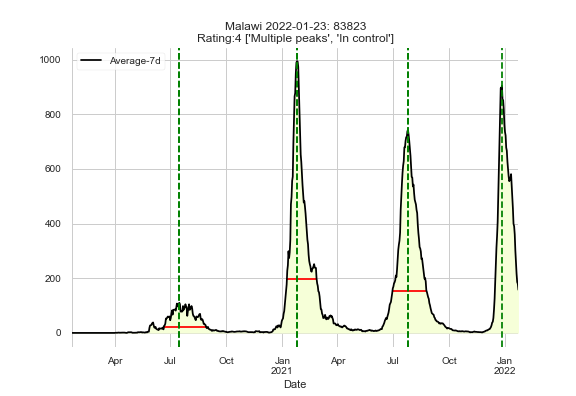 Malawi 2022-01-23: 83823
Rating:4 ['Multiple peaks', 'In control']
Average-7d
1000
800
600
400
200
0
Apr
Jul
Oct
Jan
2021
Apr
Jul
Oct
Jan
2022
Date